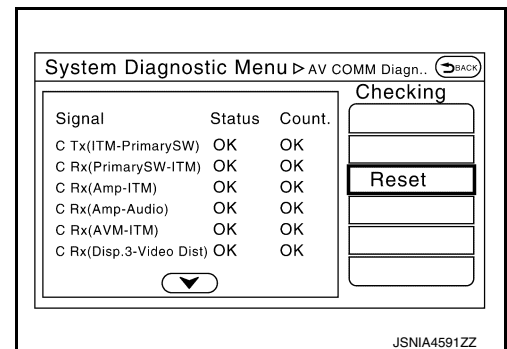 System Diagnostic Menu ▷ AV COMM Diagn.. BACK
Checking
Signal Status Count.
C Tx(ITM-PrimarySW) OK OK
C Rx(PrimarySW-ITM) OK OK
C Rx(Amp-ITM) OK OK
C Rx(Amp-Audio) OK OK
C Rx(AVM-ITM) OK OK
C Rx(Disp.3-Video Dist) OK OK
Reset
JSNIA4591ZZ